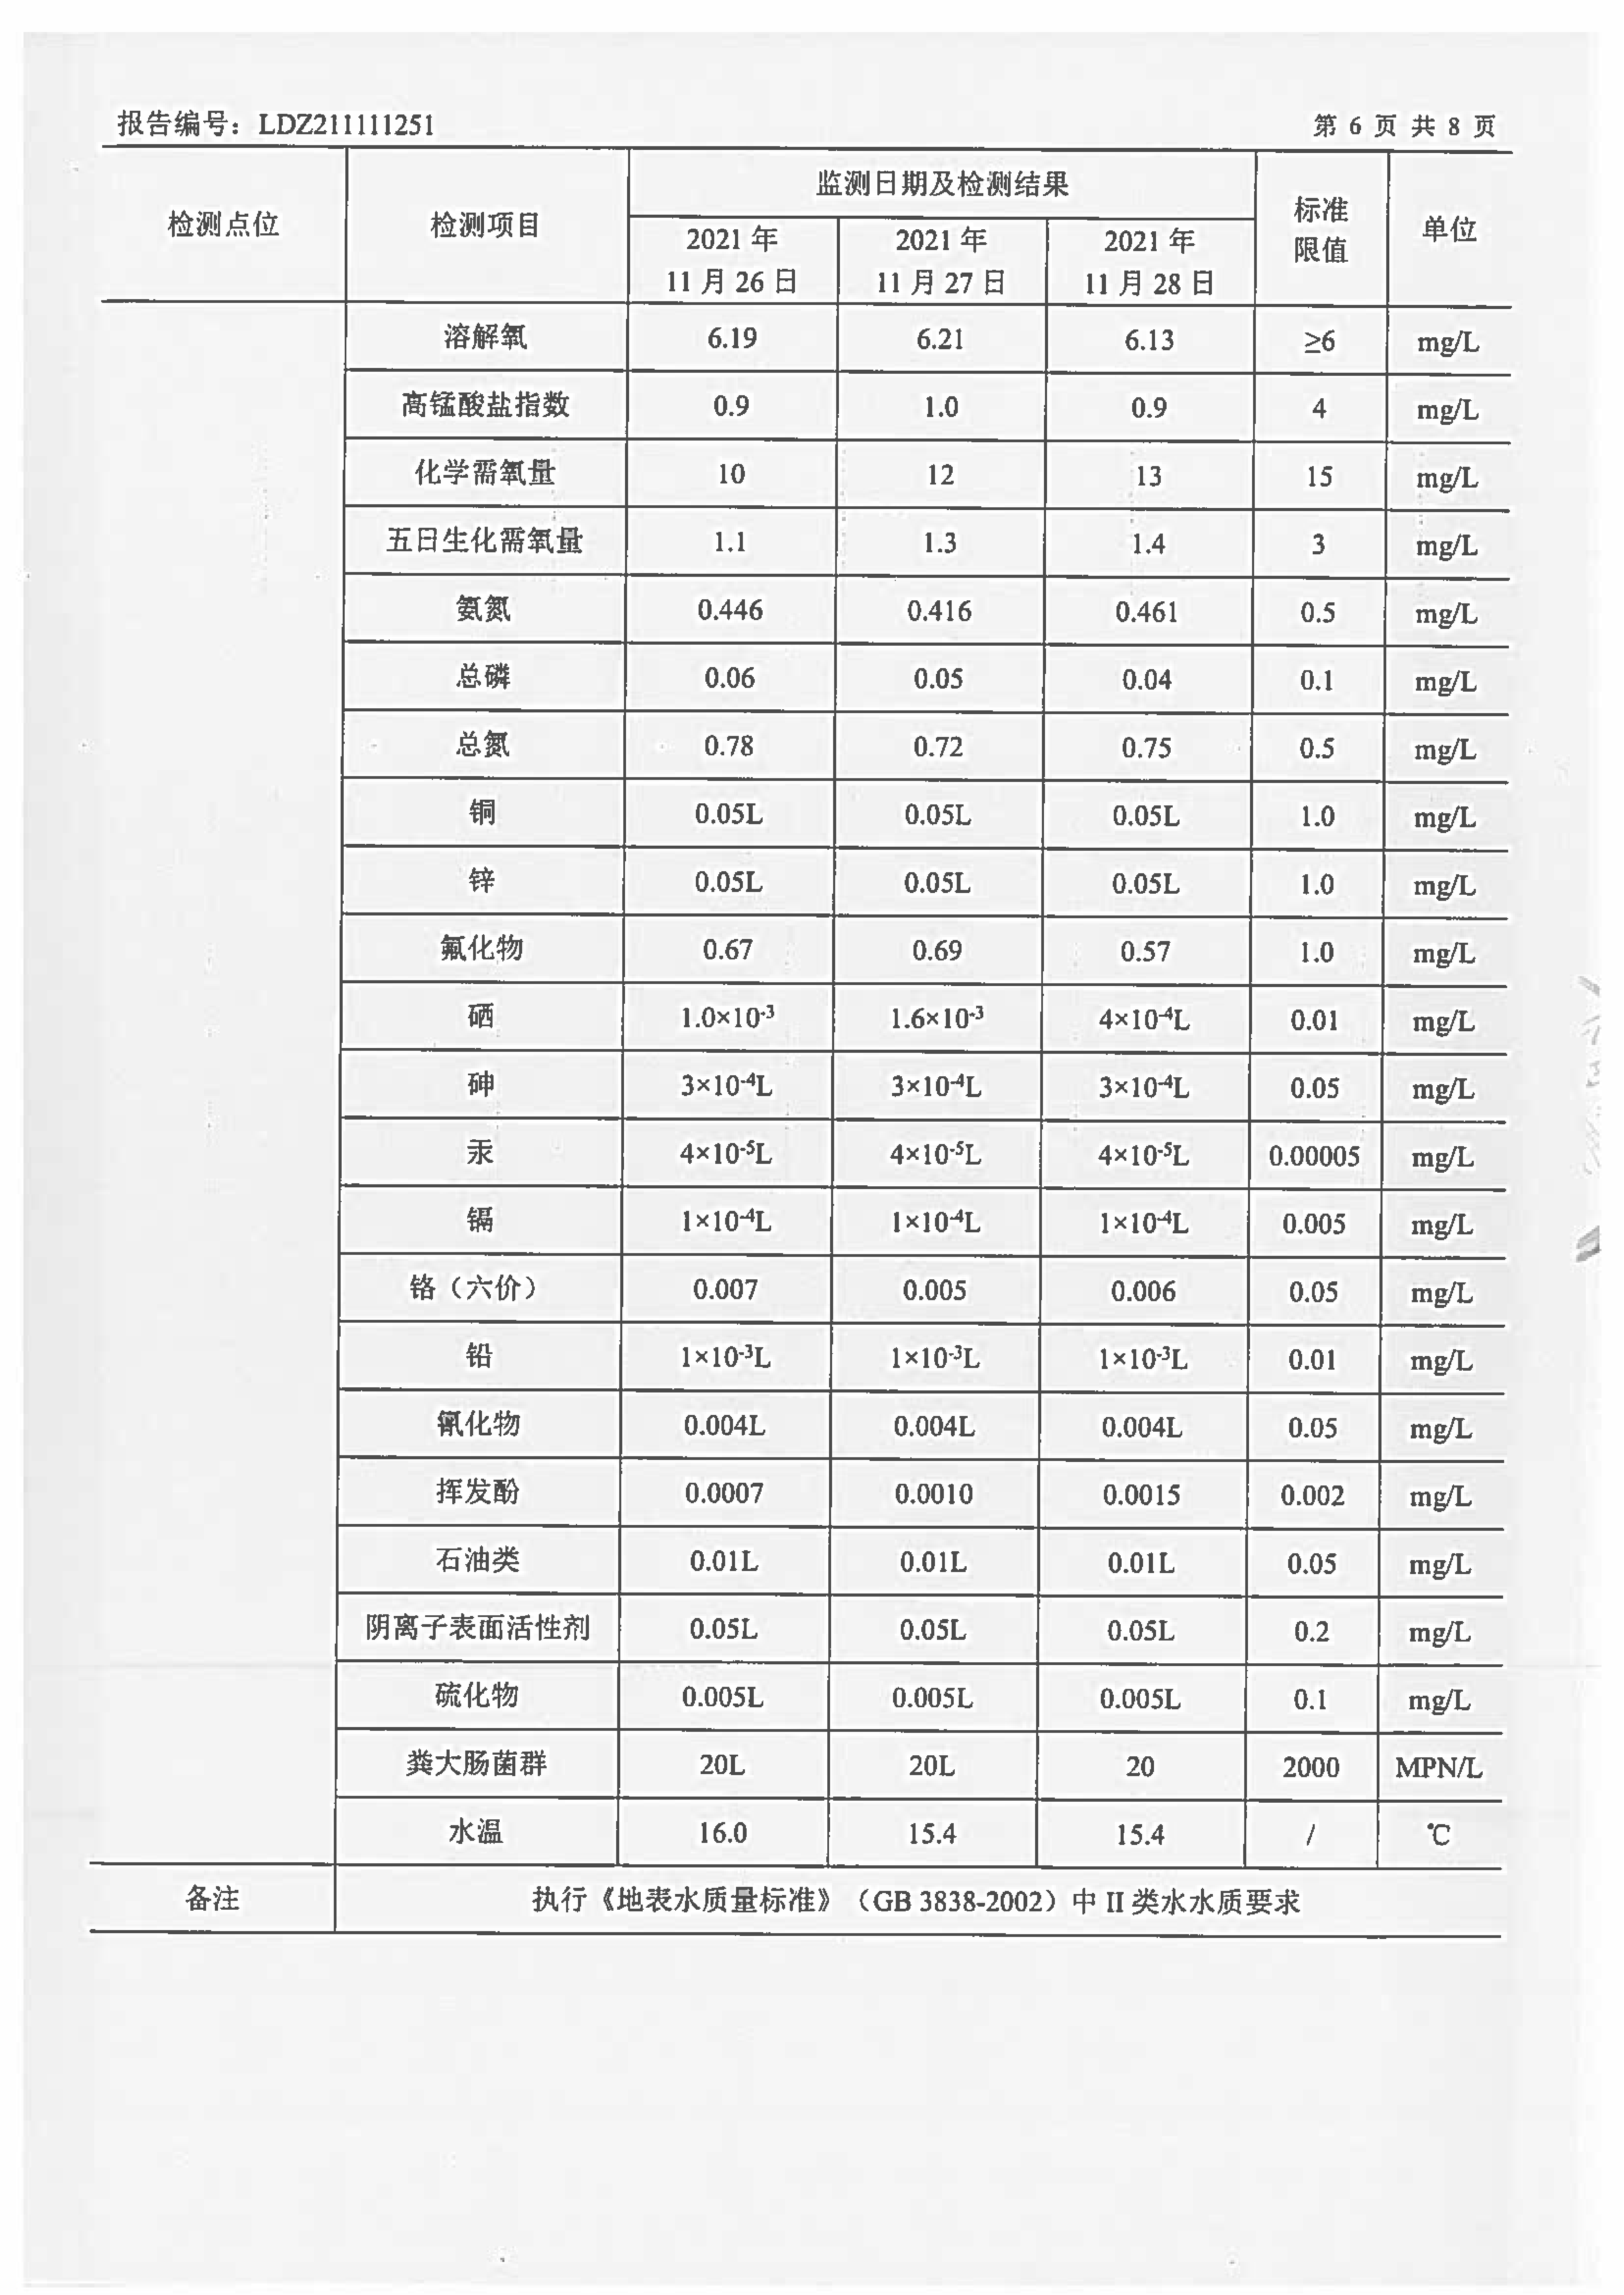 报告编号：LDZ211111251
第 6 页 共 8 页
检测点位 检测项目 监测日期及检测结果 标准限值 单位
2021 年 11 月 26 日 2021 年 11 月 27 日 2021 年 11 月 28 日
溶解氧 6.19 6.21 6.13 ≥6 mg/L
高锰酸盐指数 0.9 1.0 0.9 4 mg/L
化学需氧量 10 12 13 15 mg/L
五日生化需氧量 1.1 1.3 1.4 3 mg/L
氨氮 0.446 0.416 0.461 0.5 mg/L
总磷 0.06 0.05 0.04 0.1 mg/L
总氮 0.78 0.72 0.75 0.5 mg/L
铜 0.05L 0.05L 0.05L 1.0 mg/L
锌 0.05L 0.05L 0.05L 1.0 mg/L
氟化物 0.67 0.69 0.57 1.0 mg/L
硒 1.0×10⁻³ 1.6×10⁻³ 4×10⁻⁴L 0.01 mg/L
砷 3×10⁻⁴L 3×10⁻⁴L 3×10⁻⁴L 0.05 mg/L
汞 4×10⁻⁵L 4×10⁻⁵L 4×10⁻⁵L 0.00005 mg/L
镉 1×10⁻⁴L 1×10⁻⁴L 1×10⁻⁴L 0.005 mg/L
铬（六价） 0.007 0.005 0.006 0.05 mg/L
铅 1×10⁻³L 1×10⁻³L 1×10⁻³L 0.01 mg/L
氰化物 0.004L 0.004L 0.004L 0.05 mg/L
挥发酚 0.0007 0.0010 0.0015 0.002 mg/L
石油类 0.01L 0.01L 0.01L 0.05 mg/L
阴离子表面活性剂 0.05L 0.05L 0.05L 0.2 mg/L
硫化物 0.005L 0.005L 0.005L 0.1 mg/L
粪大肠菌群 20L 20L 20 2000 MPN/L
水温 16.0 15.4 15.4 / ℃
备注 执行《地表水质量标准》（GB 3838-2002）中 II 类水水质要求